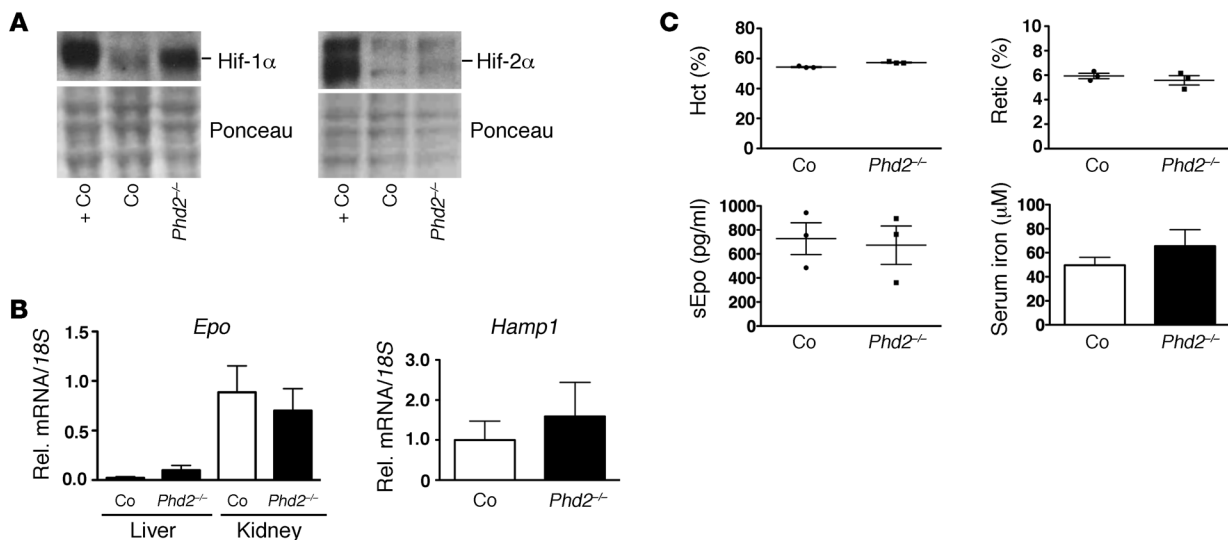 A
Hif-1α
Ponceau
+ Co
Co
Phd2–/–
Hif-2α
Ponceau
+ Co
Co
Phd2–/–
B
Epo
Rel. mRNA/18S
1.5
1.0
0.5
0.0
Co
Phd2–/–
Co
Phd2–/–
Liver
Kidney
Hamp1
Rel. mRNA/18S
3.0
2.0
1.0
0
Co
Phd2–/–
C
Hct (%)
80
60
40
20
0
Co
Phd2–/–
Retic (%)
10
8
6
4
2
0
Co
Phd2–/–
sEpo (pg/ml)
1000
800
600
400
200
0
Co
Phd2–/–
Serum iron (μM)
100
80
60
40
20
0
Co
Phd2–/–